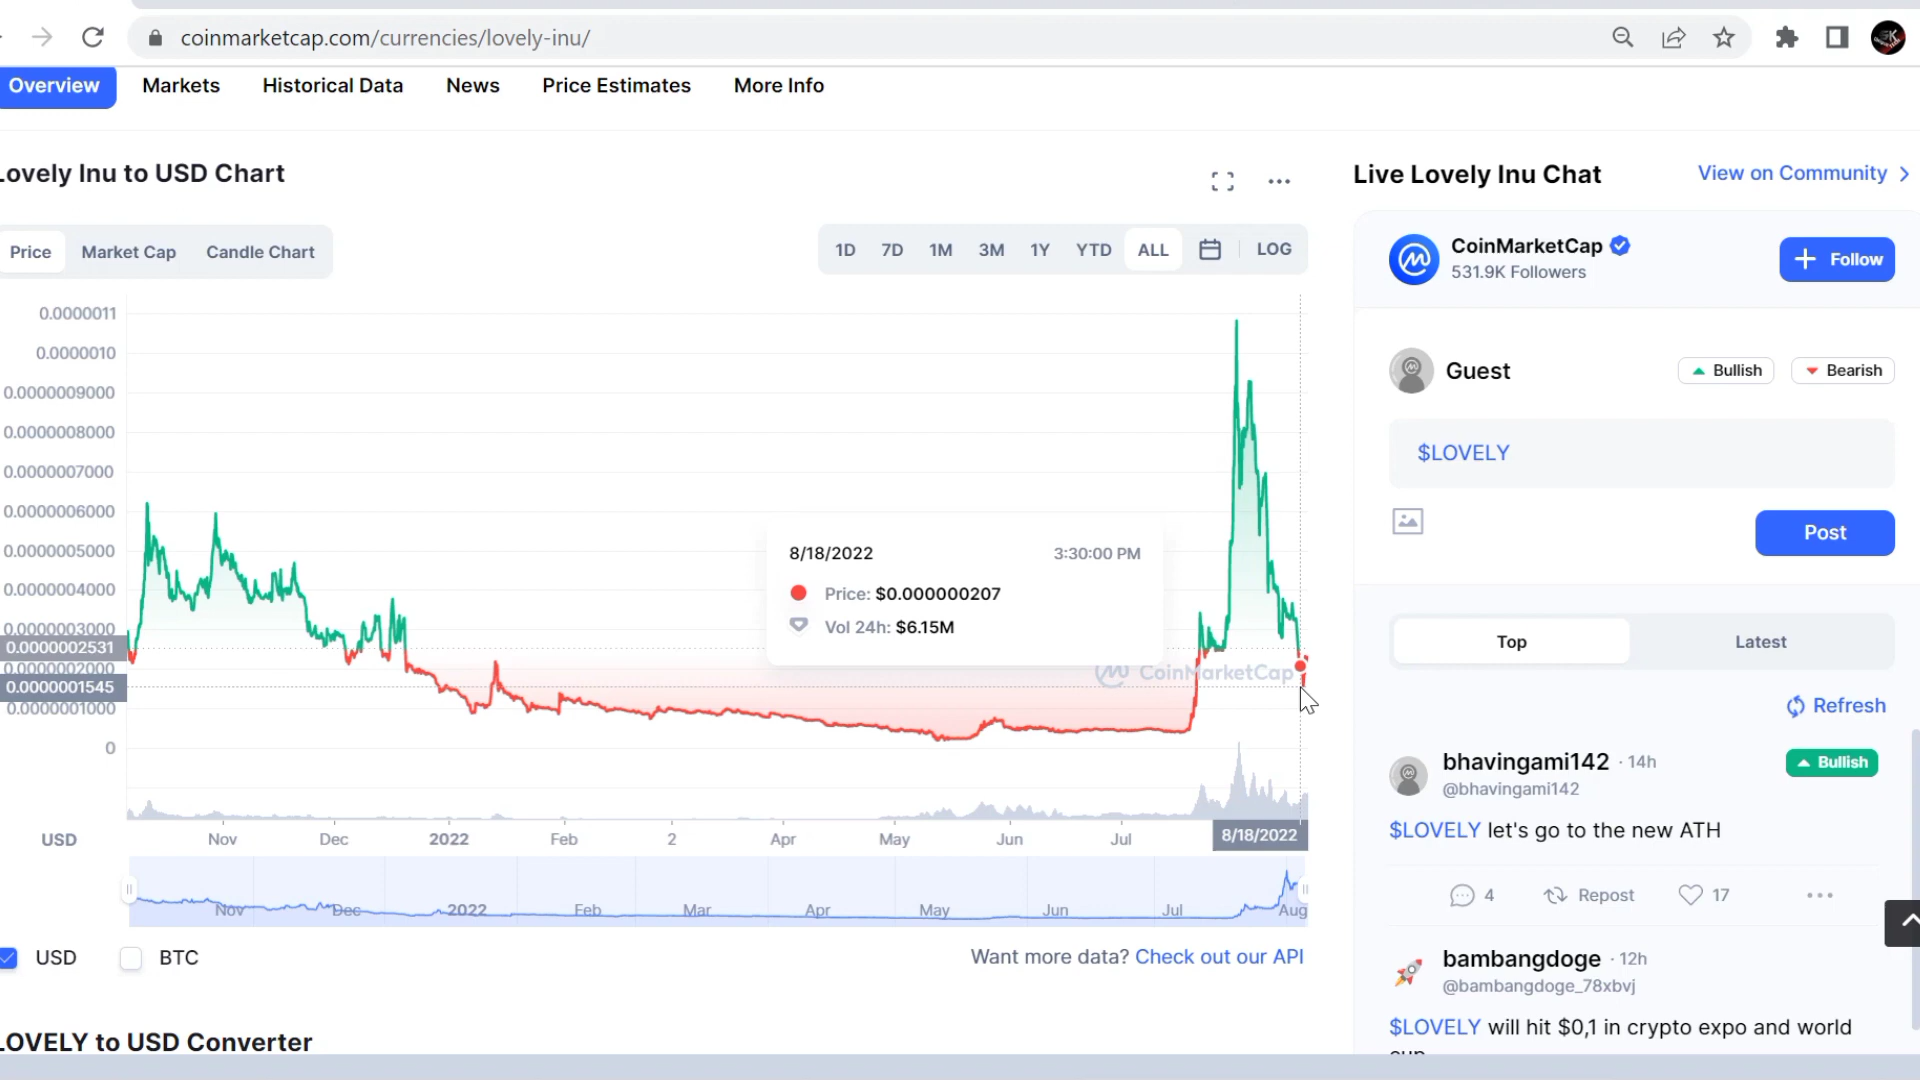 coinmarketcap.com/currencies/lovely-inu/
Overview Markets Historical Data News Price Estimates More Info
Lovely Inu to USD Chart
Price Market Cap Candle Chart
1D 7D 1M 3M 1Y YTD ALL LOG
0.0000011
0.0000010
0.0000009000
0.0000008000
0.0000007000
0.0000006000
0.0000005000
0.0000004000
0.0000003000
0.0000002531
0.0000002000
0.0000001545
0.0000001000
0
8/18/2022 3:30:00 PM
Price: $0.000000207
Vol 24h: $6.15M
CoinMarketCap
USD Nov Dec 2022 Feb 2 Apr May Jun Jul 8/18/2022
Nov Dec 2022 Feb Mar Apr May Jun Jul Aug
USD BTC
Want more data? Check out our API
LOVELY to USD Converter
Live Lovely Inu Chat View on Community
CoinMarketCap
531.9K Followers
+ Follow
Guest
Bullish Bearish
$LOVELY
Post
Top Latest
Refresh
bhavingami142 · 14h
Bullish
@bhavingami142
$LOVELY let's go to the new ATH
4 Repost 17
bambangdoge · 12h
@bambangdoge_78xbvj
$LOVELY will hit $0,1 in crypto expo and world
cup